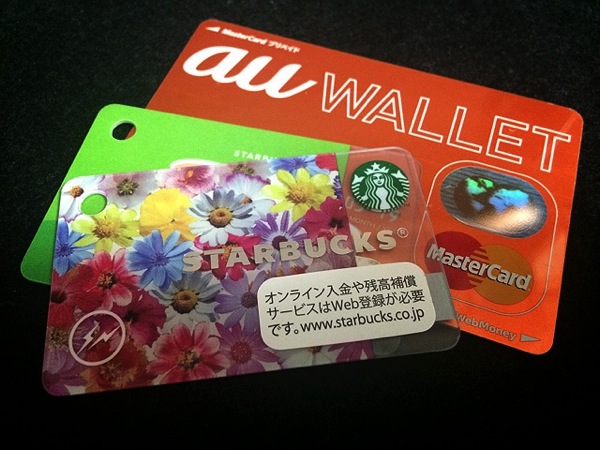 MasterCard プリペイド
au WALLET
MasterCard
WebMoney
STARBUCKS®
オンライン入金や残高補償
サービスはWeb登録が必要
です。www.starbucks.co.jp